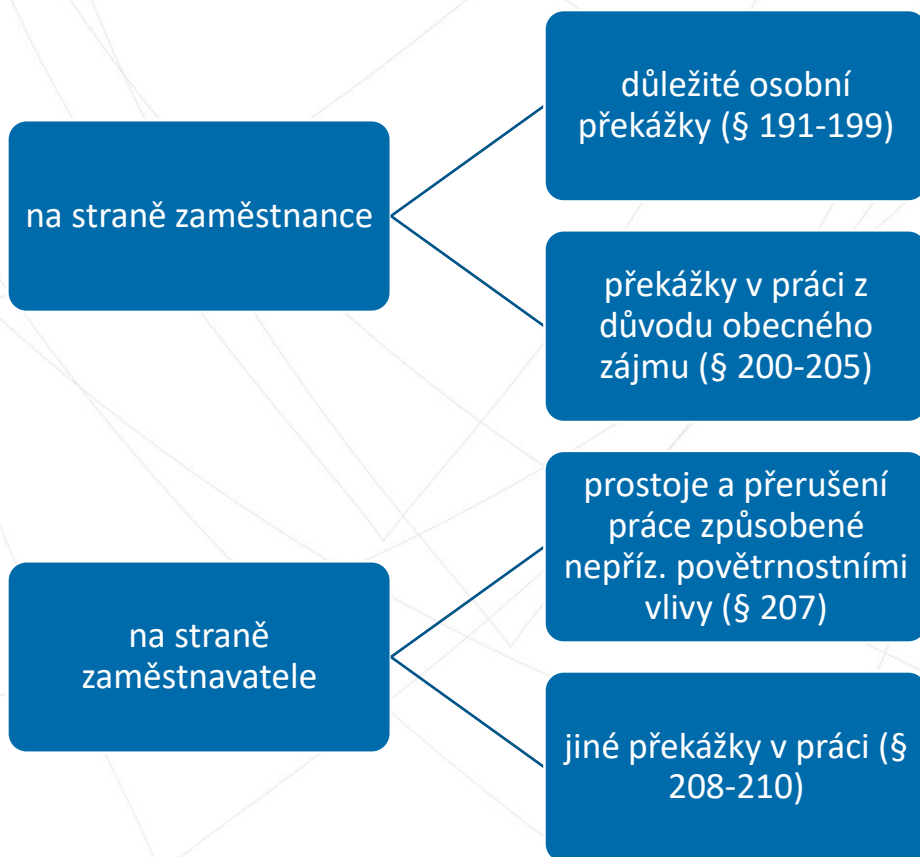 na straně zaměstnance
důležité osobní
překážky (§ 191-199)
překážky v práci z
důvodu obecného
zájmu (§ 200-205)
na straně
zaměstnavatele
prostoje a přerušení
práce způsobené
nepříz. povětrnostními
vlivy (§ 207)
jiné překážky v práci (§
208-210)